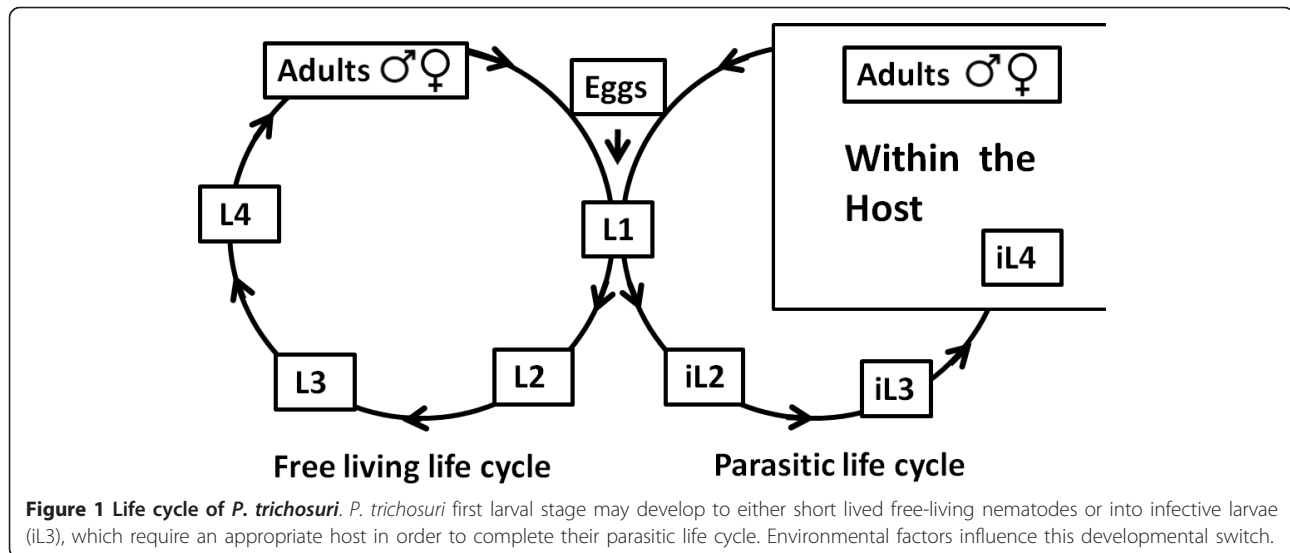 Adults ♂♀
Eggs
Adults ♂♀
Within the
Host
L4
L1
iL4
L3
L2
iL2
iL3
Free living life cycle
Parasitic life cycle
Figure 1 Life cycle of P. trichosuri. P. trichosuri first larval stage may develop to either short lived free-living nematodes or into infective larvae
(iL3), which require an appropriate host in order to complete their parasitic life cycle. Environmental factors influence this developmental switch.